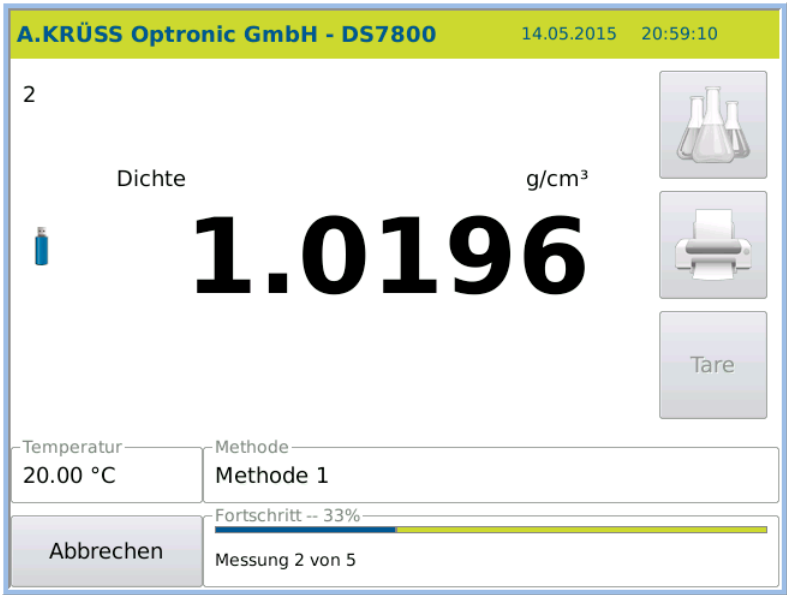 A.KRÜSS Optronic GmbH - DS7800 14.05.2015 20:59:10
2
Dichte g/cm³
1.0196
Tare
Temperatur
20.00 °C
Methode
Methode 1
Fortschritt -- 33%
Abbrechen
Messung 2 von 5